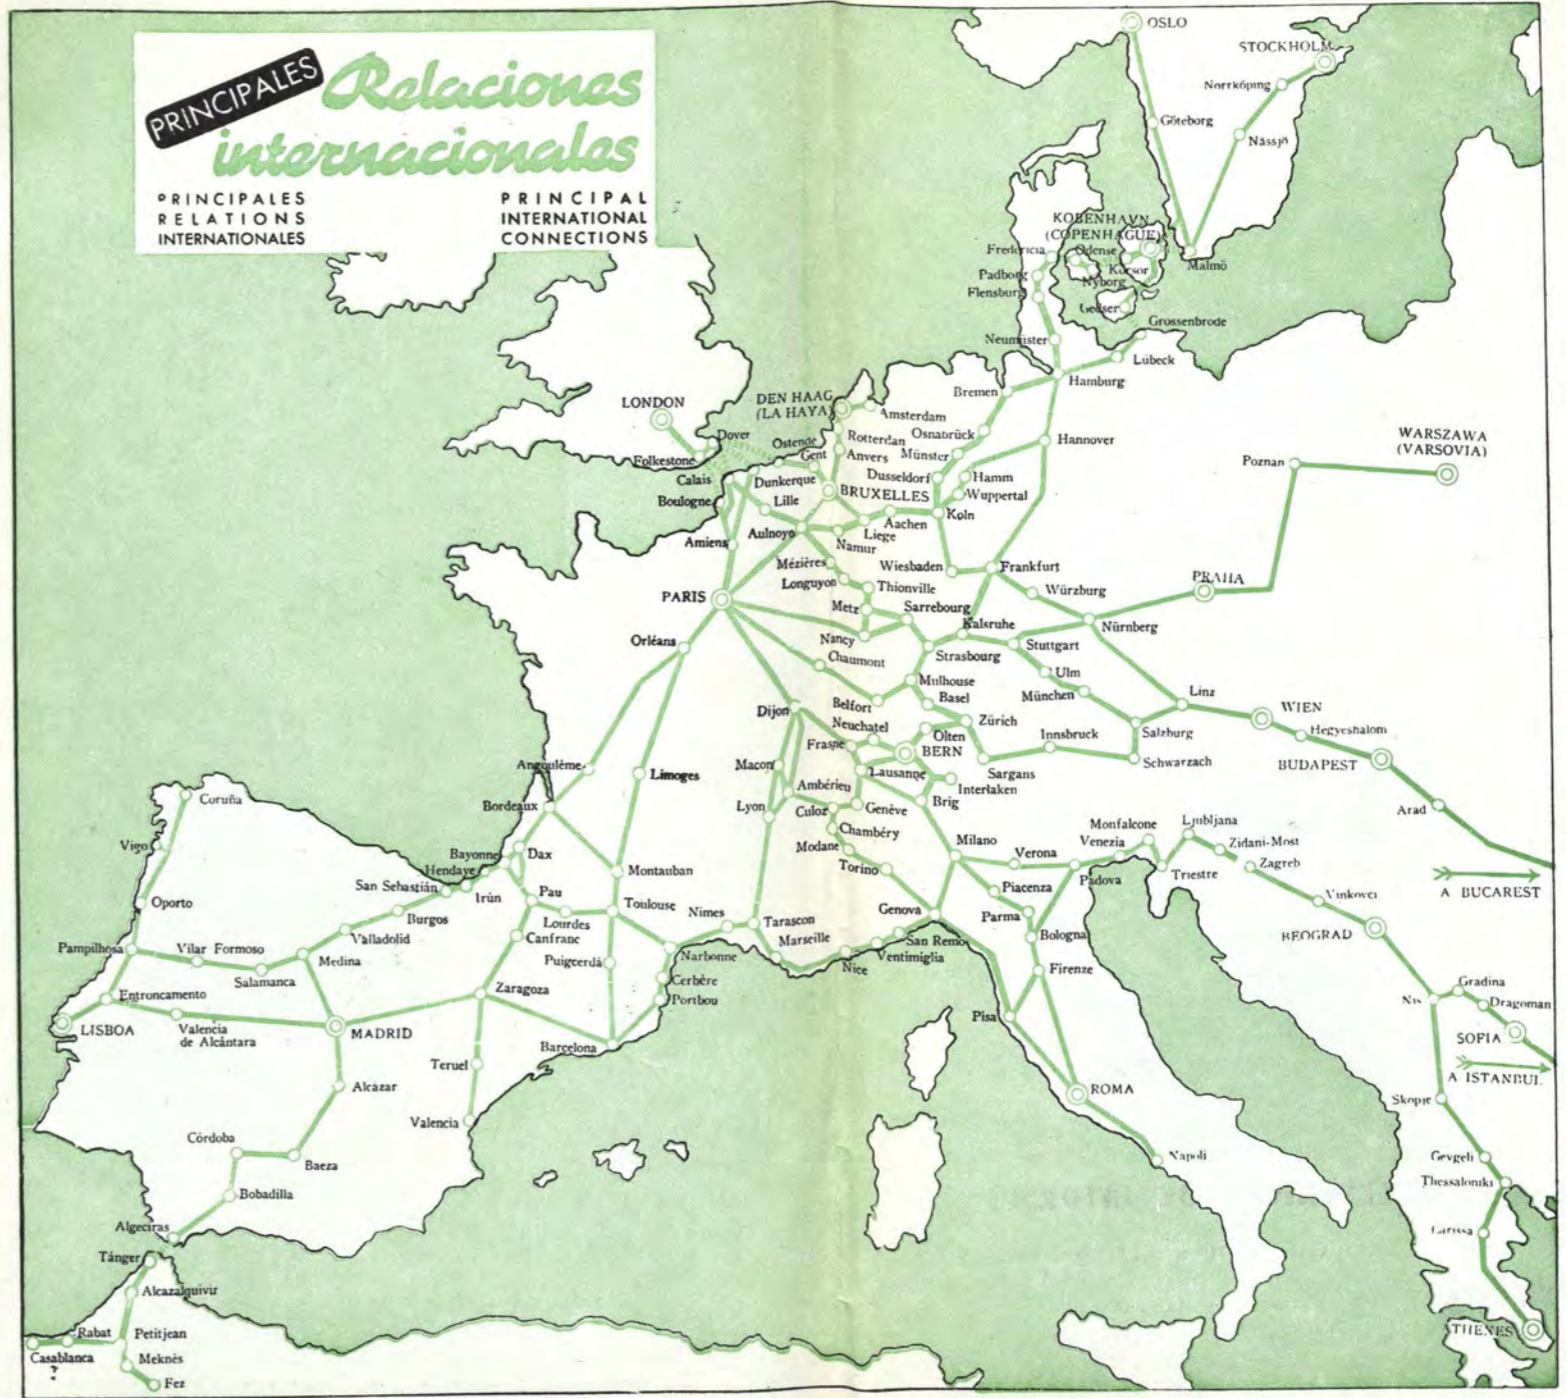 PRINCIPALES
Relaciones
internacionales
PRINCIPALES
RELATIONS
INTERNATIONALES
PRINCIPAL
INTERNATIONAL
CONNECTIONS
OSLO
STOCKHOLM
Norrköping
Göteborg
Nässjö
KOBENHAVN
(COPENHAGUE)
Fredericia
Odense
Korsor
Malmö
Padborg
Nyborg
Flensburg
Gedser
Grossenbrode
Neumüster
Lübeck
Hamburg
Bremen
LONDON
DEN HAAG
(LA HAYA)
Amsterdam
Dover
Ostende
Rotterdan
Osnabrück
Hannover
WARSZAWA
(VARSOVIA)
Folkestone
Gent
Anvers
Münster
Poznan
Calais
Dunkerque
Dusseldorf
Hamm
Boulogne
Lille
BRUXELLES
Wuppertal
Amiens
Aulnoye
Liege
Aachen
Koln
Namur
Mézières
Wiesbaden
Frankfurt
Longuyon
Thionville
Würzburg
PRAHA
PARIS
Metz
Sarrebourg
Kalsruhe
Nürnberg
Orléans
Nancy
Strasbourg
Stuttgart
Chaumont
Ulm
Mulhouse
München
Linz
Belfort
Basel
WIEN
Dijon
Neuchatel
Zürich
Olten
Innsbruck
Salzburg
Hegyeshalom
Frasne
BERN
Angoulême
Limoges
Macon
Lausanne
Sargans
Schwarzach
BUDAPEST
Ambérieu
Interlaken
Coruña
Bordeaux
Lyon
Culoz
Genève
Brig
Arad
Vigo
Chambéry
Milano
Monfalcone
Ljubljana
Bayonne
Dax
Modane
Verona
Venezia
Zidani-Most
Hendaye
Montauban
Torino
Zagreb
San Sebastián
Irún
Pau
Piacenza
Padova
Triestre
A BUCAREST
Oporto
Burgos
Lourdes
Toulouse
Nimes
Tarascon
Genova
Parma
Vinkovci
Valladolid
Canfranc
Marseille
San Remo
Bologna
BEOGRAD
Pampilhosa
Vilar Formoso
Medina
Puigcerdá
Narbonne
Nice
Ventimiglia
Firenze
Salamanca
Cerbère
Gradina
Entroncamento
Zaragoza
Portbou
Nis
Dragoman
LISBOA
Valencia
de Alcántara
MADRID
Pisa
SOFIA
Barcelona
Teruel
A ISTANBUL
Alcázar
ROMA
Skopje
Valencia
Córdoba
Baeza
Napoli
Gevgeli
Thessaloniki
Bobadilla
Algeciras
Larissa
Tánger
Alcazalquivir
Rabat
Petitjean
ATHENES
Casablanca
Meknès
?
Fez